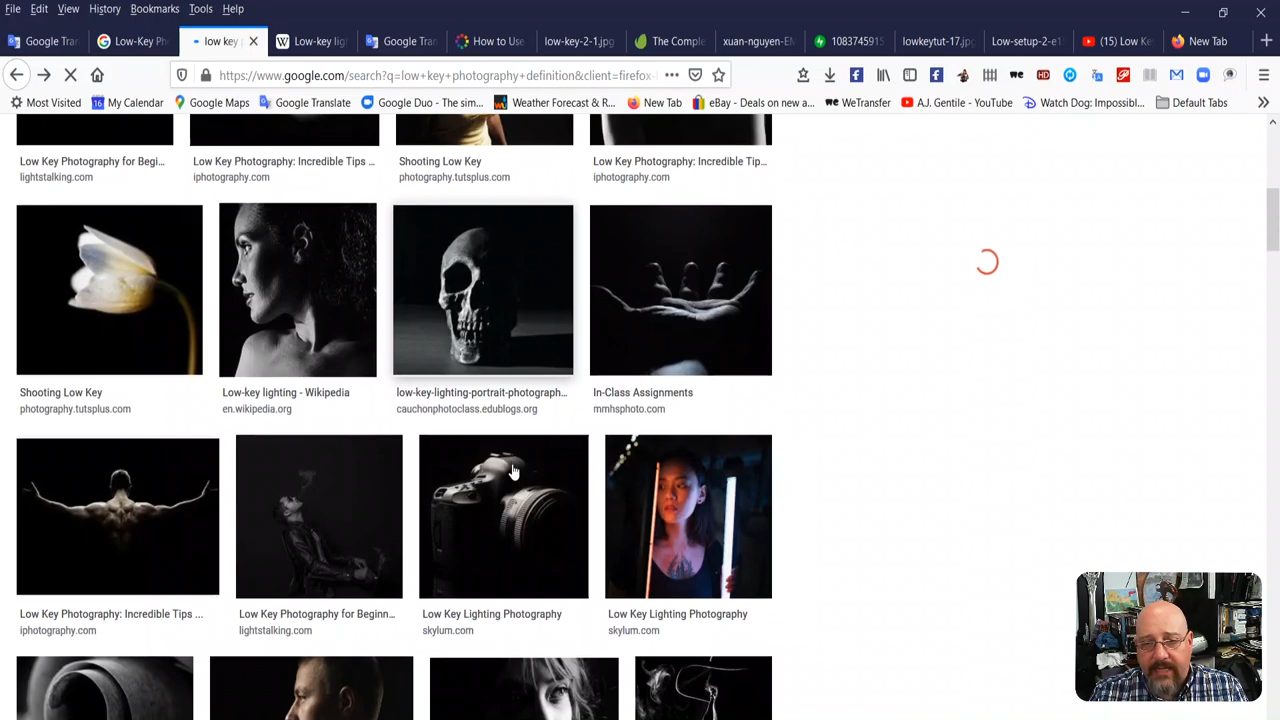 File Edit View History Bookmarks Tools Help
Google Tran
Low-Key Ph
low key p
Low-key lig
Google Tran
How to Use
low-key-2-1.jpg
The Comple
xuan-nguyen-EM
1083745915
lowkeytut-17.jpg
Low-setup-2-e1
(15) Low Ke
New Tab
https://www.google.com/search?q=low+key+photography+definition&client=firefox-
Most Visited
16 My Calendar
Google Maps
Google Translate
Google Duo - The sim...
Weather Forecast & R...
New Tab
eBay - Deals on new a...
we WeTransfer
A.J. Gentile - YouTube
Watch Dog: Impossibl...
Default Tabs
Low Key Photography for Begi...
lightstalking.com
Low Key Photography: Incredible Tips ...
iphotography.com
Shooting Low Key
photography.tutsplus.com
Low Key Photography: Incredible Tip...
iphotography.com
Shooting Low Key
photography.tutsplus.com
Low-key lighting - Wikipedia
en.wikipedia.org
low-key-lighting-portrait-photograph...
cauchonphotoclass.edublogs.org
In-Class Assignments
mmhsphoto.com
Low Key Photography: Incredible Tips ...
iphotography.com
Low Key Photography for Beginn...
lightstalking.com
Low Key Lighting Photography
skylum.com
Low Key Lighting Photography
skylum.com